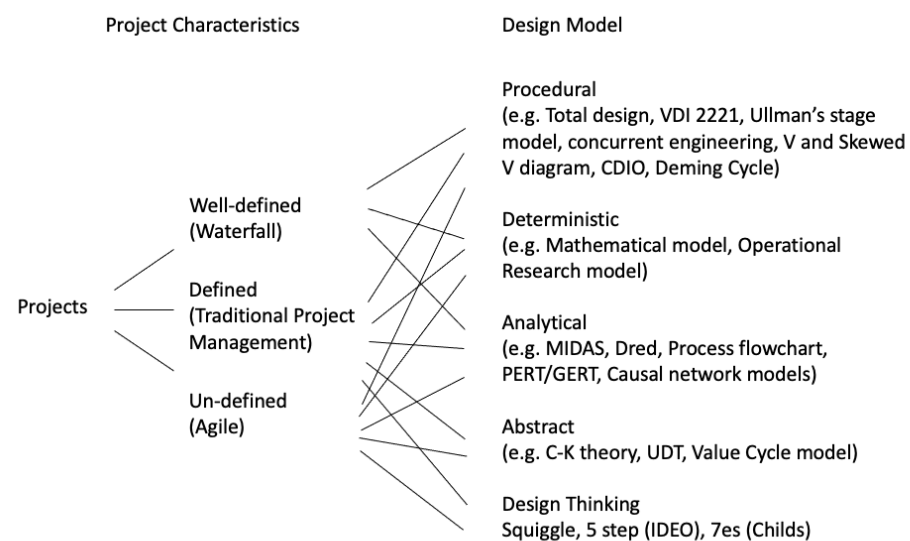 Project Characteristics
Design Model
Projects
Well-defined
(Waterfall)
Defined
(Traditional Project
Management)
Un-defined
(Agile)
Procedural
(e.g. Total design, VDI 2221, Ullman's stage
model, concurrent engineering, V and Skewed
V diagram, CDIO, Deming Cycle)
Deterministic
(e.g. Mathematical model, Operational
Research model)
Analytical
(e.g. MIDAS, Dred, Process flowchart,
PERT/GERT, Causal network models)
Abstract
(e.g. C-K theory, UDT, Value Cycle model)
Design Thinking
Squiggle, 5 step (IDEO), 7es (Childs)